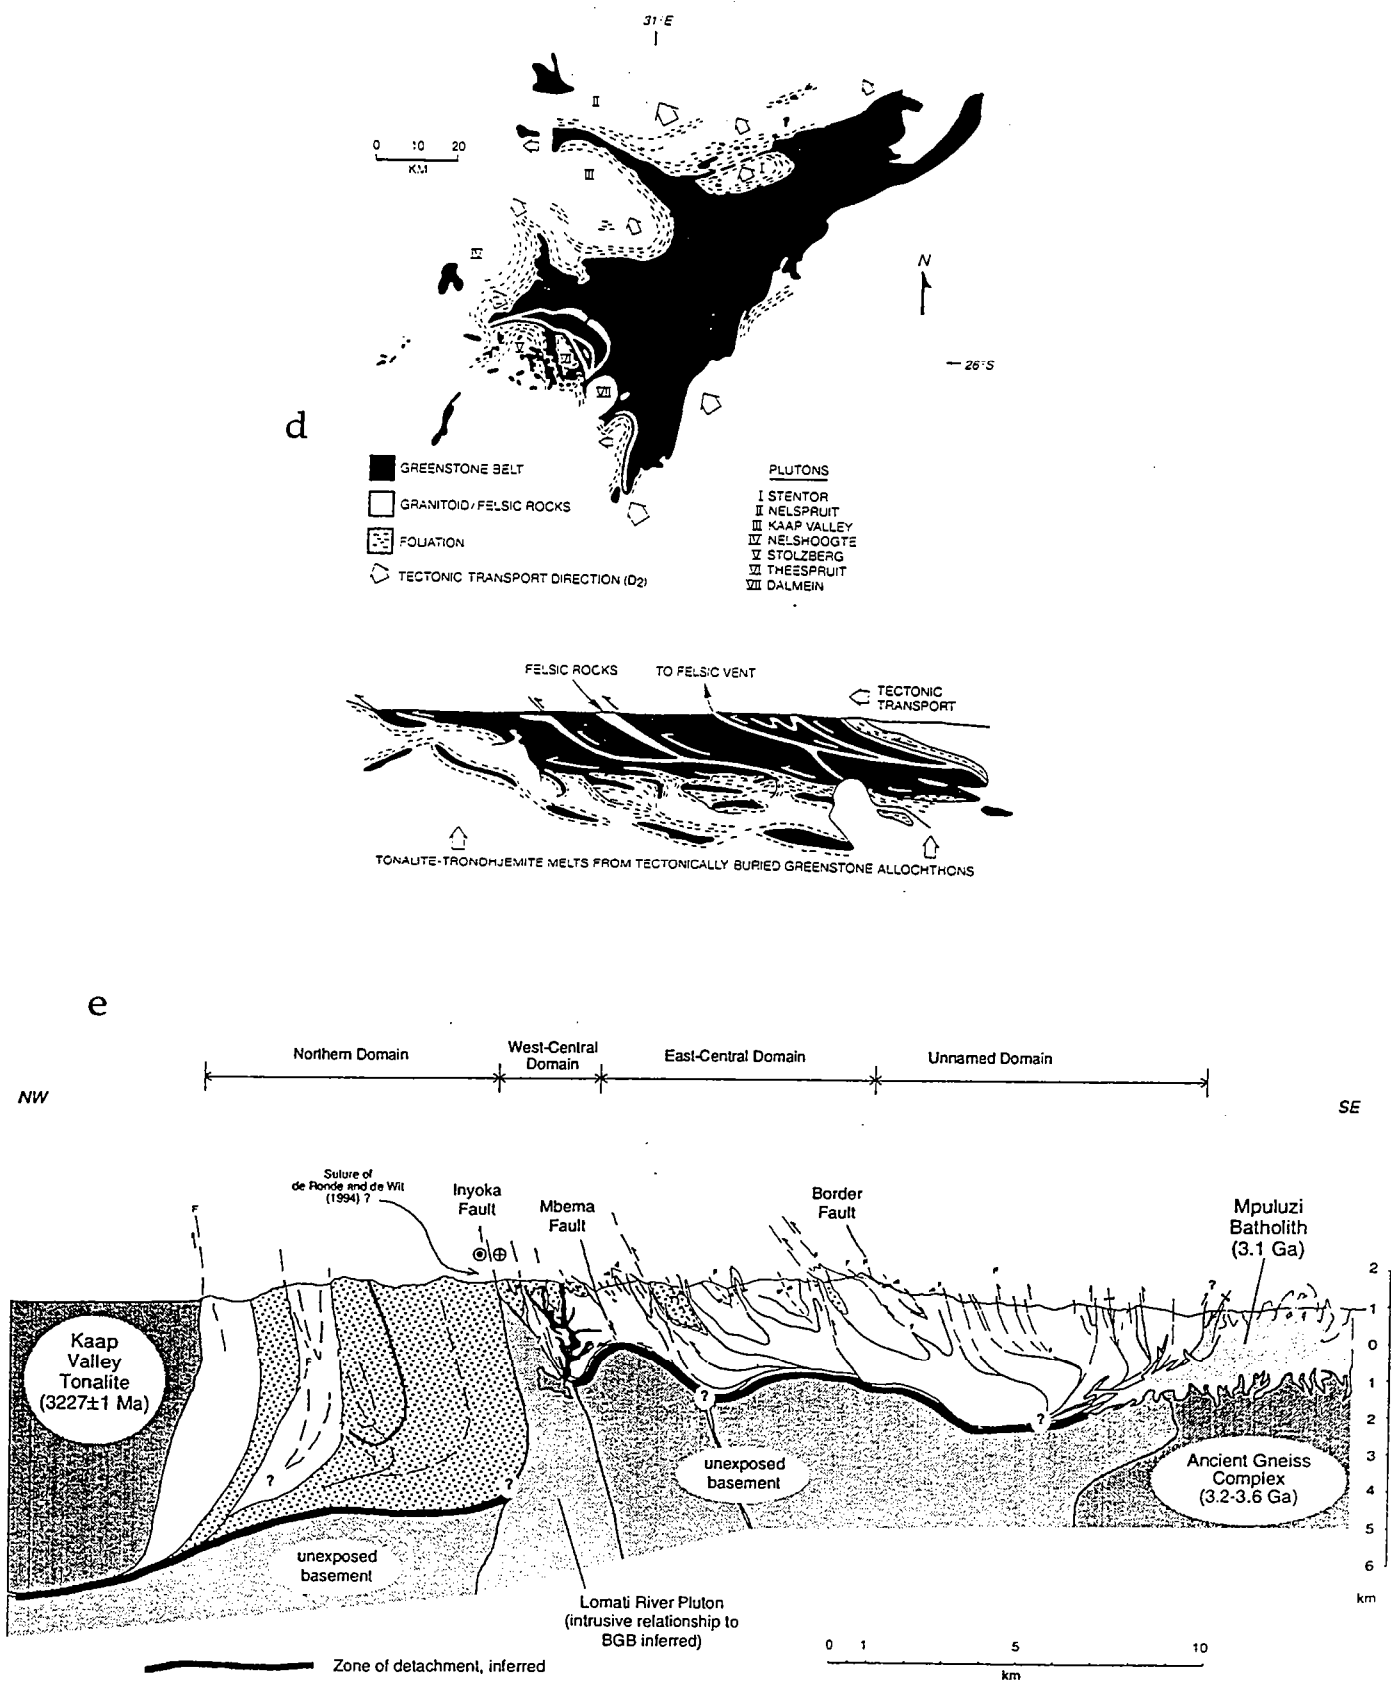 31°E
II
0 10 20
KM
III
I
?
IV
N
V
VI
VII
26°S
d
GREENSTONE BELT
GRANITOID/FELSIC ROCKS
FOLIATION
TECTONIC TRANSPORT DIRECTION (D2)
PLUTONS
I STENTOR
II NELSPRUIT
III KAAP VALLEY
IV NELSHOOGTE
V STOLZBERG
VI THEESPRUIT
VII DALMEIN
FELSIC ROCKS
TO FELSIC VENT
TECTONIC
TRANSPORT
TONALITE-TRONDHJEMITE MELTS FROM TECTONICALLY BURIED GREENSTONE ALLOCHTHONS
e
Northern Domain
West-Central
Domain
East-Central Domain
Unnamed Domain
NW
SE
Suture of
de Ronde and de Wit
(1994) ?
Inyoka
Fault
Mbema
Fault
Border
Fault
Mpuluzi
Batholith
(3.1 Ga)
F
Kaap
Valley
Tonalite
(3227±1 Ma)
?
?
?
?
?
2
1
0
1
2
3
4
5
6
km
unexposed
basement
unexposed
basement
Ancient Gneiss
Complex
(3.2-3.6 Ga)
Lomati River Pluton
(intrusive relationship to
BGB inferred)
Zone of detachment, inferred
0 1 5 10
km